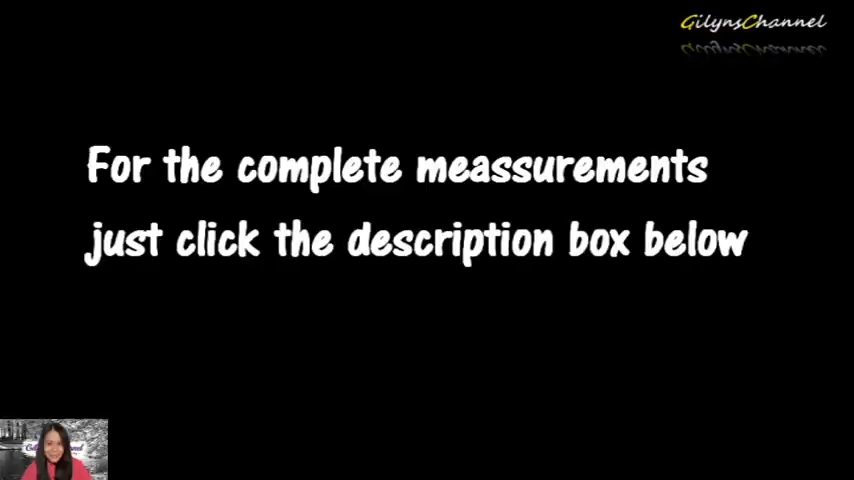 GilynsChannel
For the complete meassurements
just click the description box below